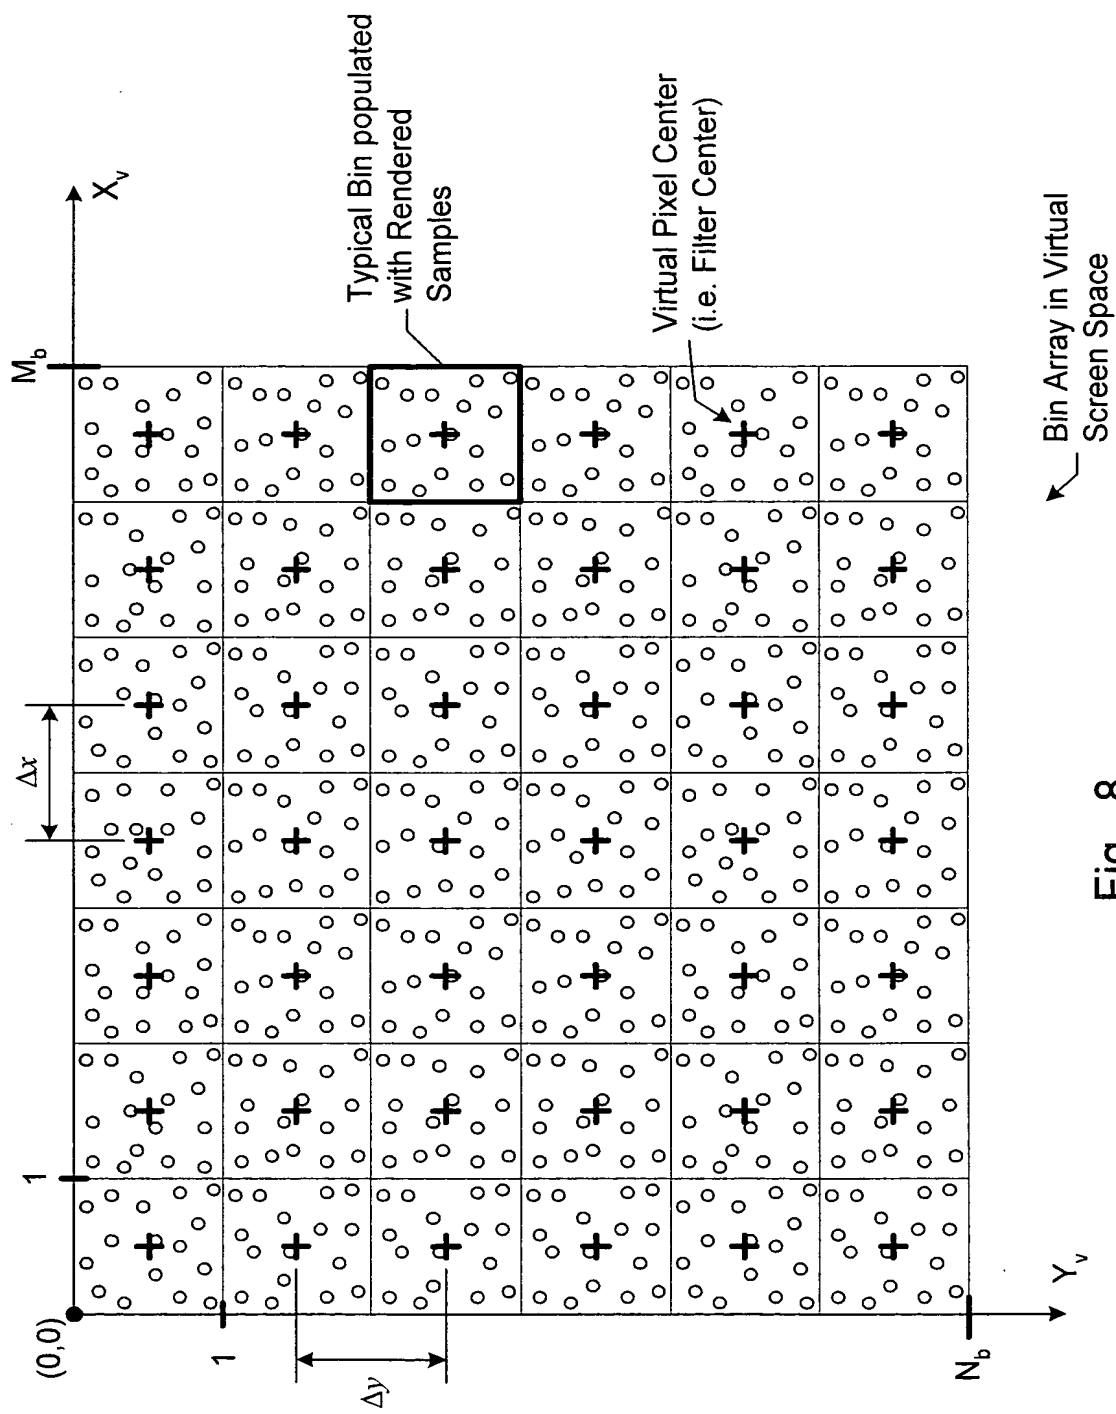 (0,0)
1
M_b
X_v
Δx
1
Δy
N_b
Y_v
Typical Bin populated
with Rendered
Samples
Virtual Pixel Center
(i.e. Filter Center)
Bin Array in Virtual
Screen Space
Fig. 8